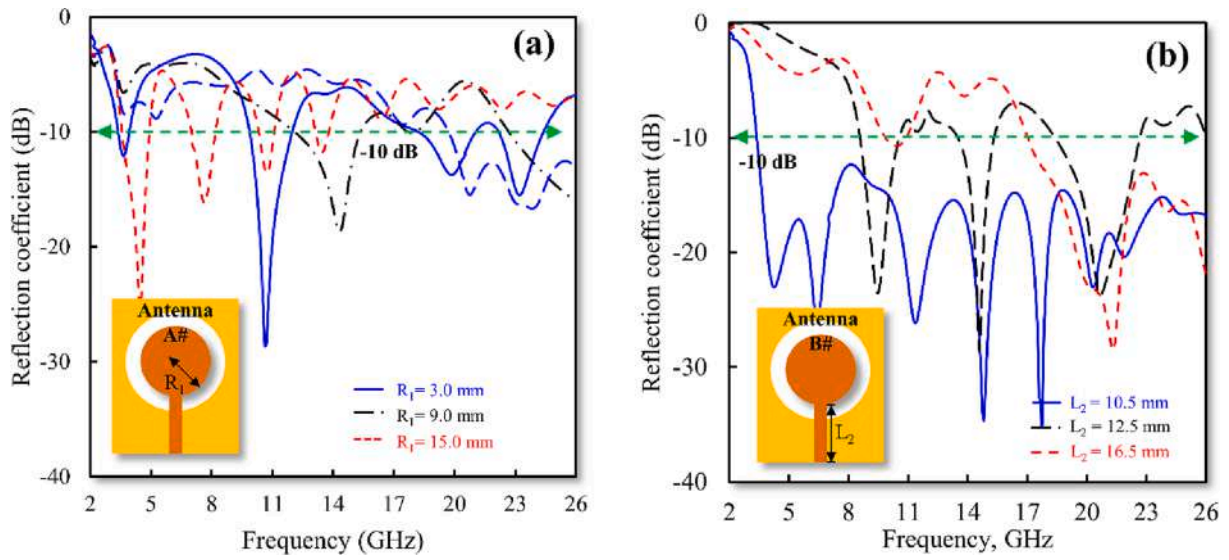 (a)
Reflection coefficient (dB)
0
-10
-20
-30
-40
-10 dB
Antenna
A#
R1
R1= 3.0 mm
R1= 9.0 mm
R1= 15.0 mm
2 5 8 11 14 17 20 23 26
Frequency (GHz)
(b)
Reflection coefficient (dB)
0
-10
-20
-30
-40
-10 dB
Antenna
B#
L2
L2 = 10.5 mm
L2 = 12.5 mm
L2 = 16.5 mm
2 5 8 11 14 17 20 23 26
Frequency, GHz